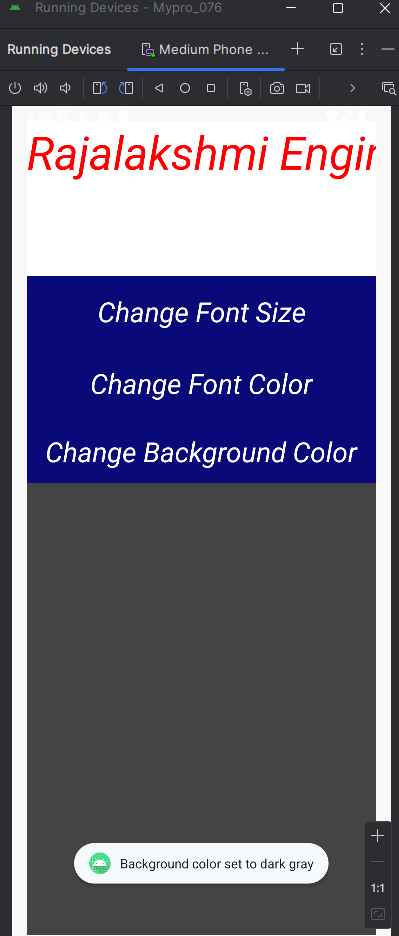 Running Devices - Mypro_076
Running Devices
Medium Phone ...
Rajalakshmi Engin
Change Font Size
Change Font Color
Change Background Color
Background color set to dark gray
1:1